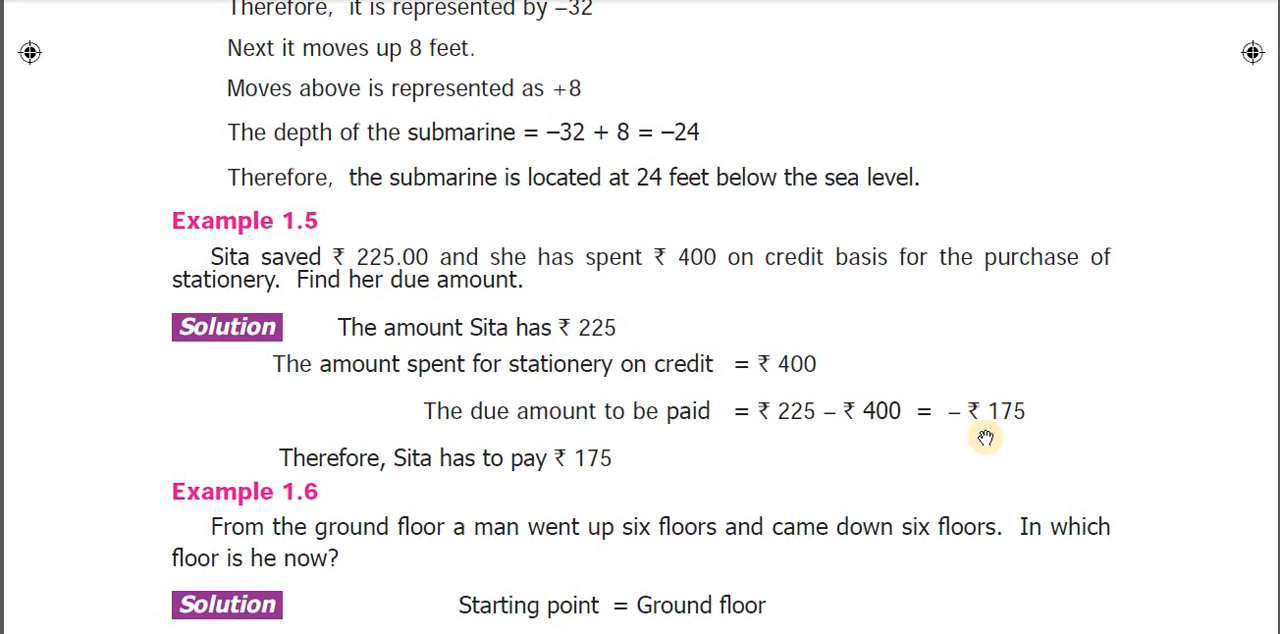 Therefore, it is represented by –32
Next it moves up 8 feet.
Moves above is represented as +8
The depth of the submarine = –32 + 8 = –24
Therefore, the submarine is located at 24 feet below the sea level.
Example 1.5
Sita saved ₹ 225.00 and she has spent ₹ 400 on credit basis for the purchase of
stationery. Find her due amount.
Solution The amount Sita has ₹ 225
The amount spent for stationery on credit = ₹ 400
The due amount to be paid = ₹ 225 – ₹ 400 = – ₹ 175
Therefore, Sita has to pay ₹ 175
Example 1.6
From the ground floor a man went up six floors and came down six floors. In which
floor is he now?
Solution Starting point = Ground floor